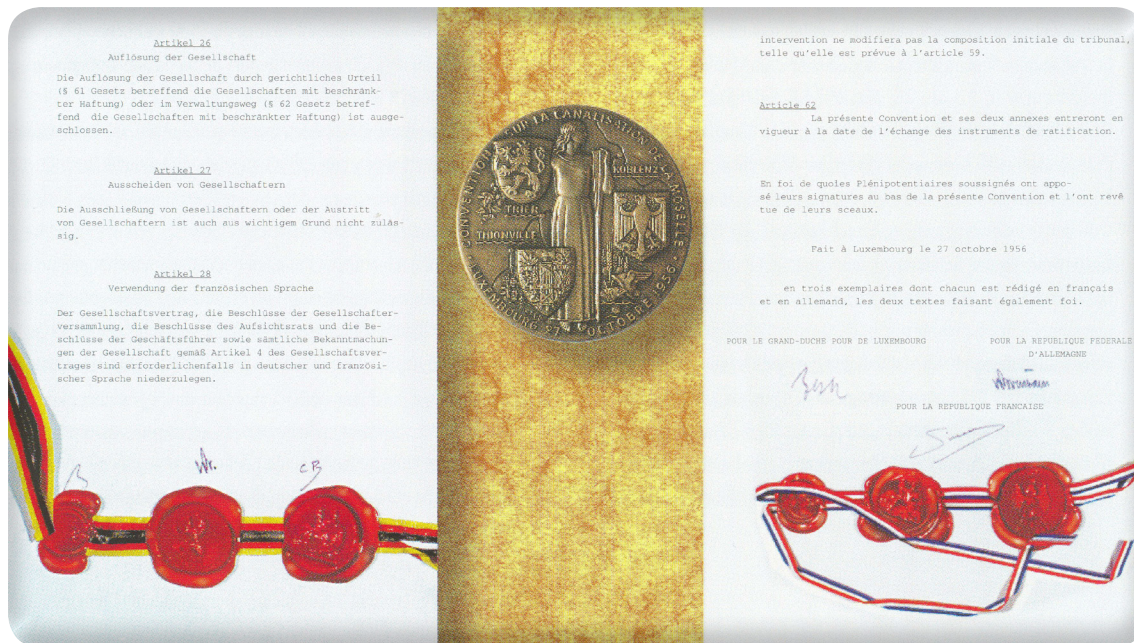 Artikel 26
Auflösung der Gesellschaft
Die Auflösung der Gesellschaft durch gerichtliches Urteil
(§ 61 Gesetz betreffend die Gesellschaften mit beschränk-
ter Haftung) oder im Verwaltungsweg (§ 62 Gesetz betref-
fend die Gesellschaften mit beschränkter Haftung) ist ausge-
schlossen.
Artikel 27
Ausscheiden von Gesellschaftern
Die Ausschließung von Gesellschaftern oder der Austritt
von Gesellschaftern ist auch aus wichtigem Grund nicht zuläs-
sig.
Artikel 28
Verwendung der französischen Sprache
Der Gesellschaftsvertrag, die Beschlüsse der Gesellschafter-
versammlung, die Beschlüsse des Aufsichtsrats und die Be-
schlüsse der Geschäftsführer sowie sämtliche Bekanntmachun-
gen der Gesellschaft gemäß Artikel 4 des Gesellschaftsver-
trages sind erforderlichenfalls in deutscher und französi-
scher Sprache niederzulegen.
B
Wr.
CB
CONVENTION SUR LA CANALISATION DE LA MOSELLE
KOBLENZ
TRIER
THIONVILLE
LUXEMBOURG 27 OCTOBRE 1956
intervention ne modifiera pas la composition initiale du tribunal,
telle qu'elle est prévue à l'article 59.
Article 62
La présente Convention et ses deux annexes entreront en
vigueur à la date de l'échange des instruments de ratification.
En foi de quoles Plénipotentiaires soussignés ont appo-
sé leurs signatures au bas de la présente Convention et l'ont revê
tue de leurs sceaux.
Fait à Luxembourg le 27 octobre 1956
en trois exemplaires dont chacun est rédigé en français
et en allemand, les deux textes faisant également foi.
POUR LE GRAND-DUCHE POUR DE LUXEMBOURG
POUR LA REPUBLIQUE FEDERALE
D'ALLEMAGNE
POUR LA REPUBLIQUE FRANCAISE